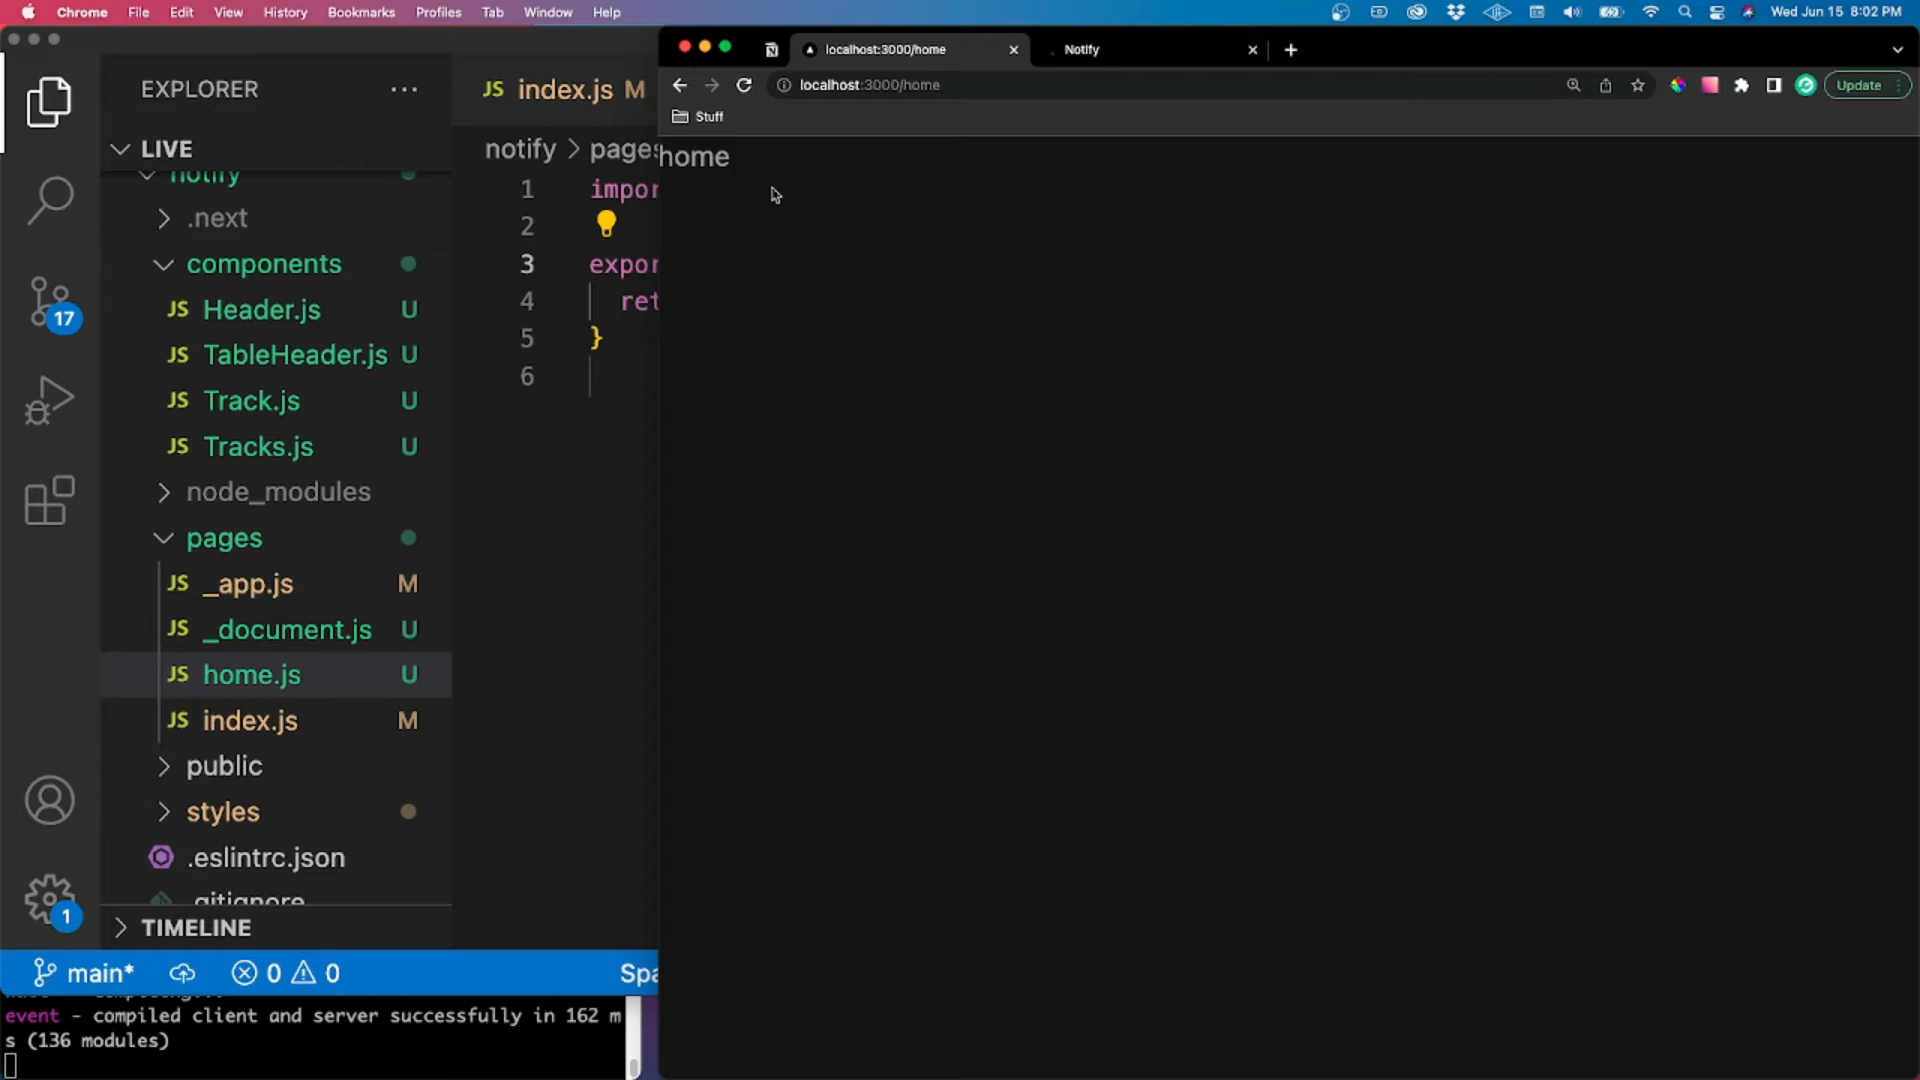 Chrome File Edit View History Bookmarks Profiles Tab Window Help Wed Jun 15 8:02 PM
localhost:3000/home Notify
localhost:3000/home Update
Stuff
home
EXPLORER
LIVE
notify
.next
components
JS Header.js U
JS TableHeader.js U
JS Track.js U
JS Tracks.js U
node_modules
pages
JS _app.js M
JS _document.js U
JS home.js U
JS index.js M
public
styles
.eslintrc.json
.gitignore
TIMELINE
17
1
JS index.js M
notify > pages
1 impor
2
3 expor
4 ret
5 }
6
main* 0 0 Spa
event - compiled client and server successfully in 162 m
s (136 modules)